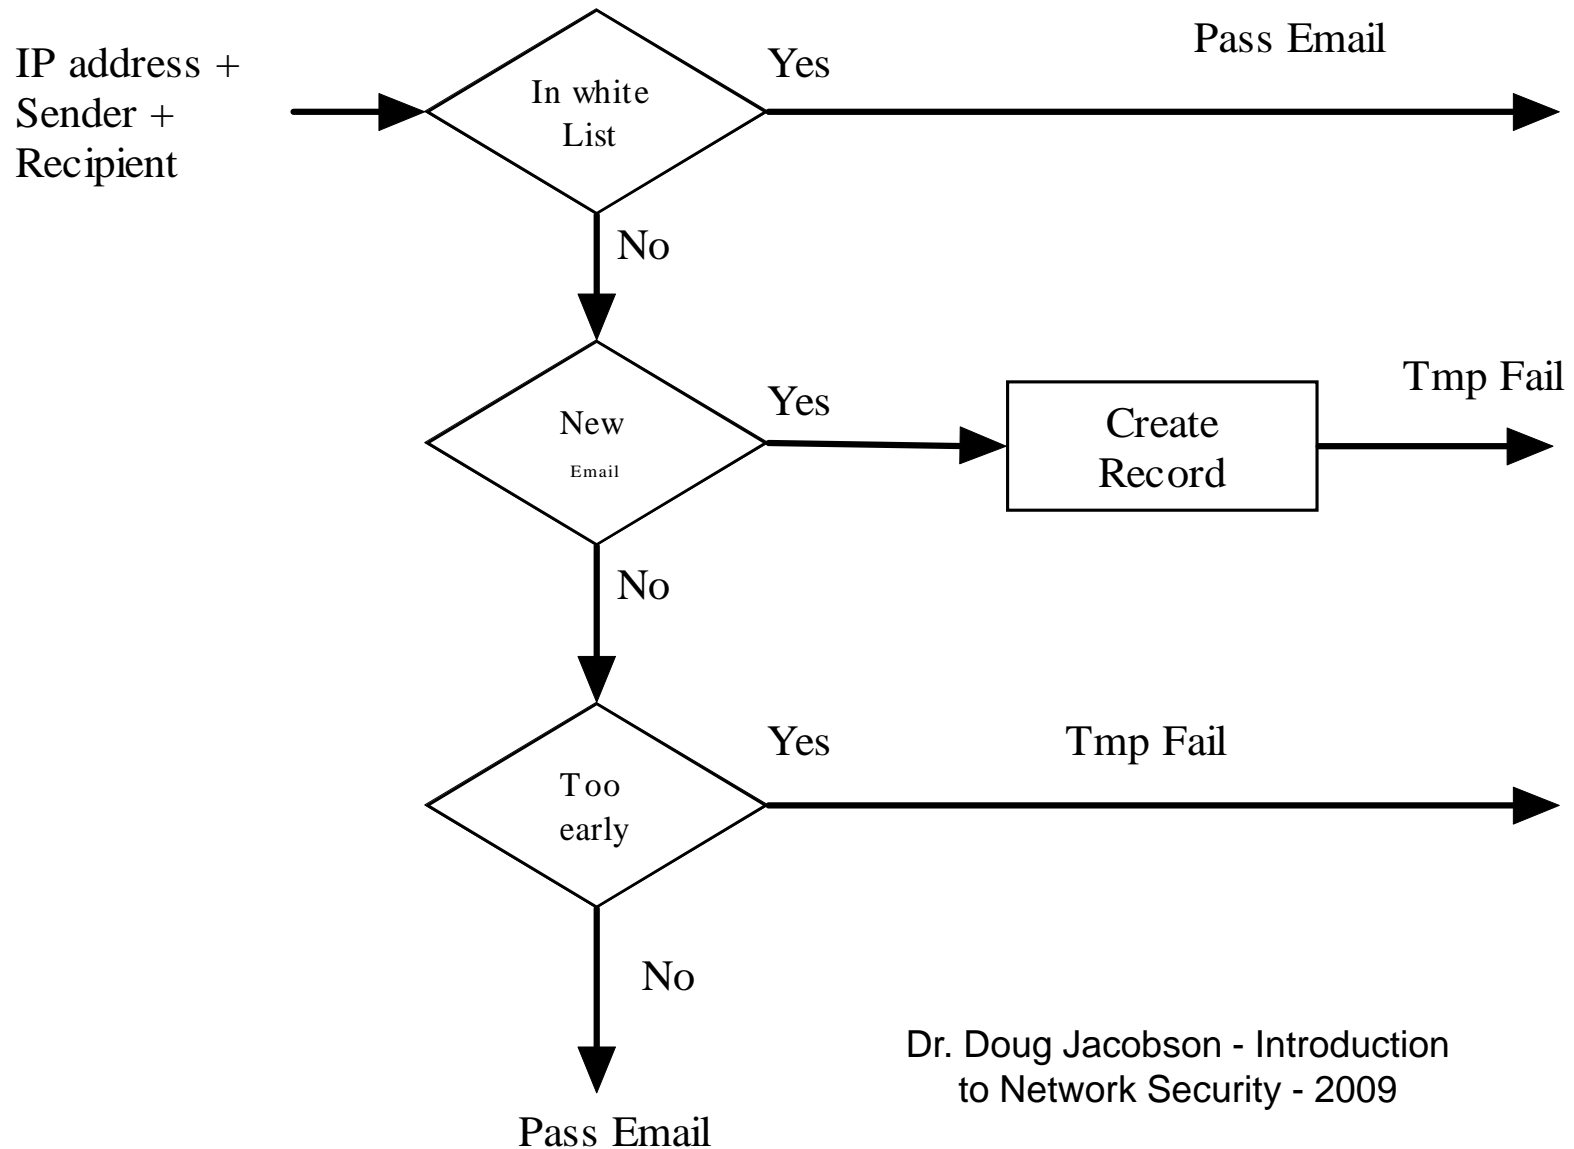 IP address +
Sender +
Recipient
In white
List
Yes
Pass Email
No
New
Email
Yes
Create
Record
Tmp Fail
No
Too
early
Yes
Tmp Fail
No
Pass Email
Dr. Doug Jacobson - Introduction
to Network Security - 2009